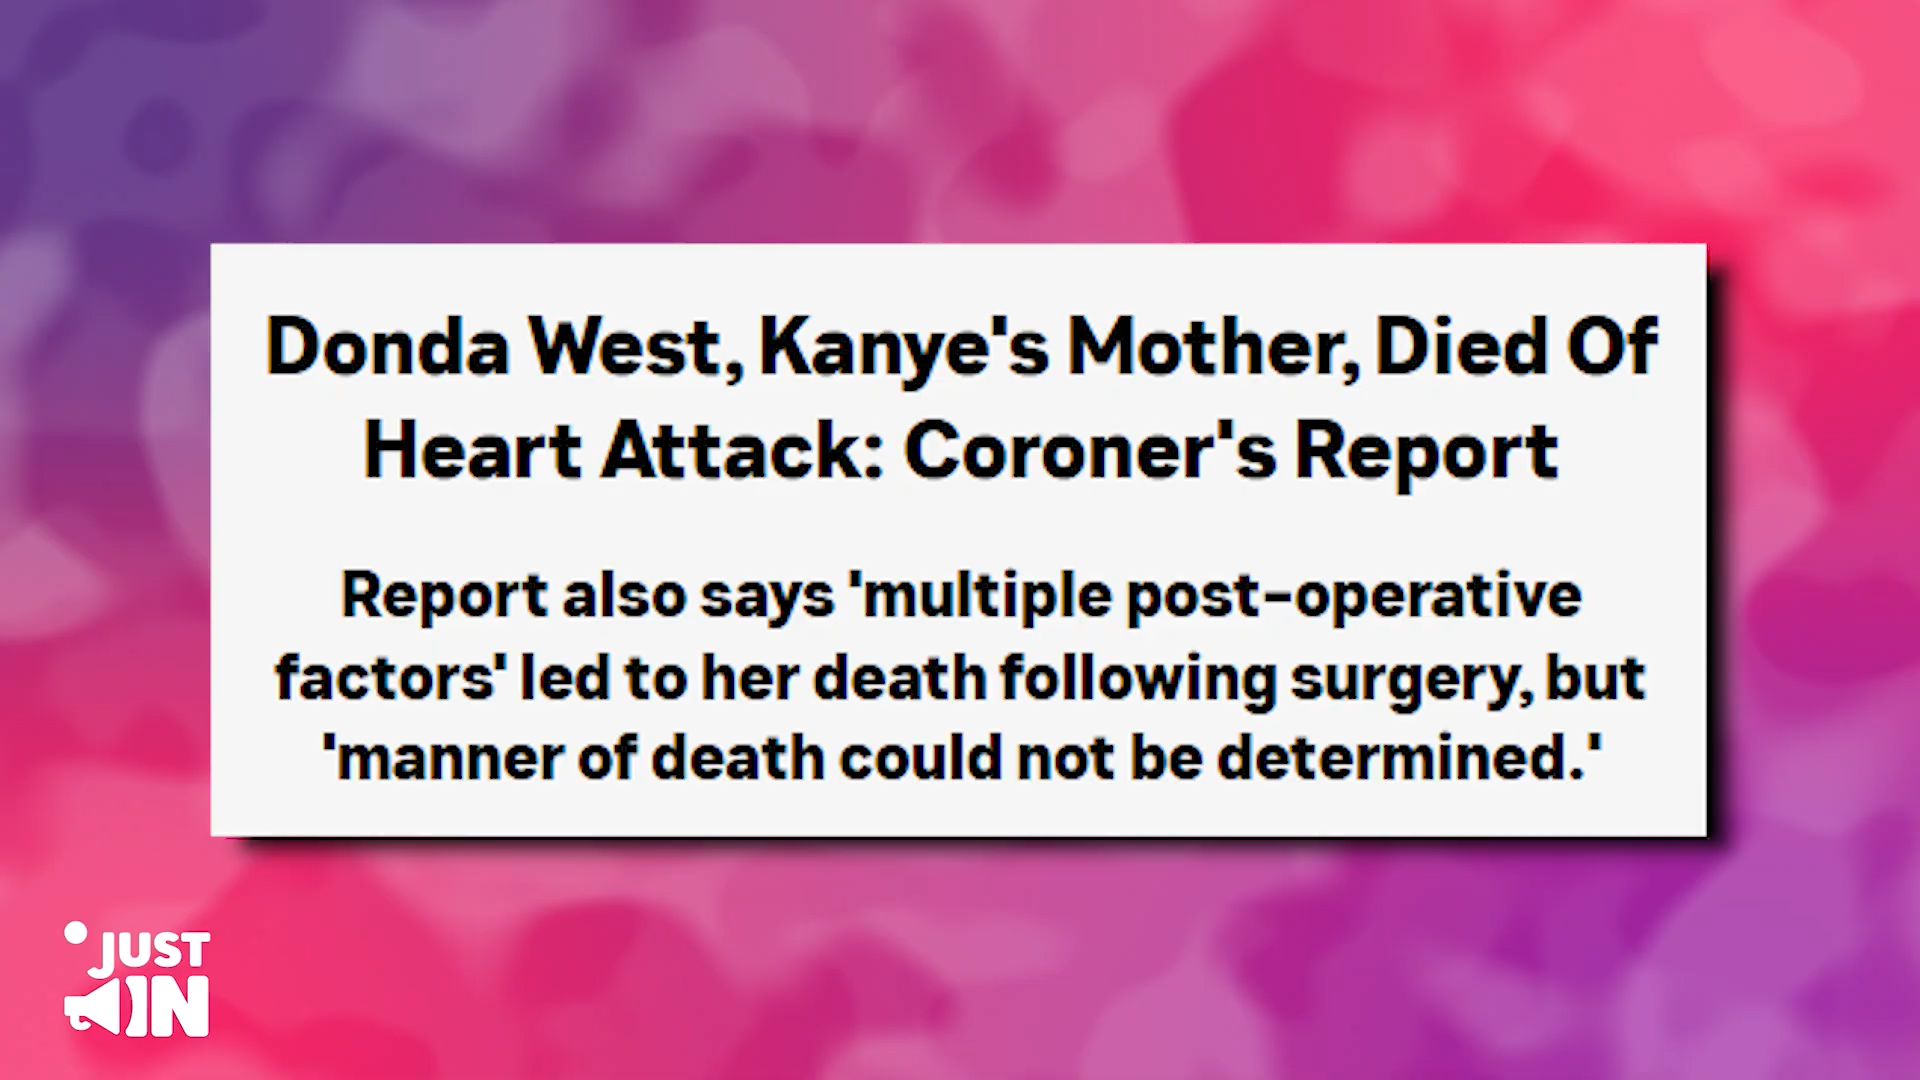 Donda West, Kanye's Mother, Died Of
Heart Attack: Coroner's Report
Report also says 'multiple post-operative
factors' led to her death following surgery, but
'manner of death could not be determined.'
JUST
IN